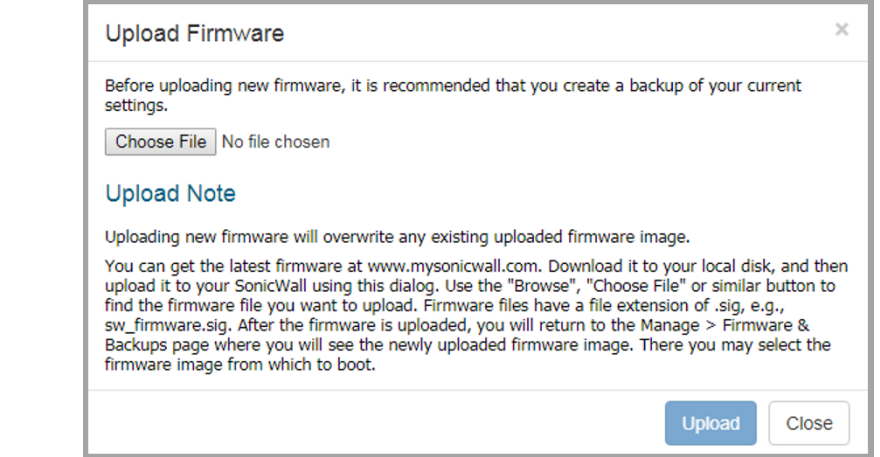 Upload Firmware
×
Before uploading new firmware, it is recommended that you create a backup of your current
settings.
Choose File No file chosen
Upload Note
Uploading new firmware will overwrite any existing uploaded firmware image.
You can get the latest firmware at www.mysonicwall.com. Download it to your local disk, and then
upload it to your SonicWall using this dialog. Use the "Browse", "Choose File" or similar button to
find the firmware file you want to upload. Firmware files have a file extension of .sig, e.g.,
sw_firmware.sig. After the firmware is uploaded, you will return to the Manage > Firmware &
Backups page where you will see the newly uploaded firmware image. There you may select the
firmware image from which to boot.
Upload Close